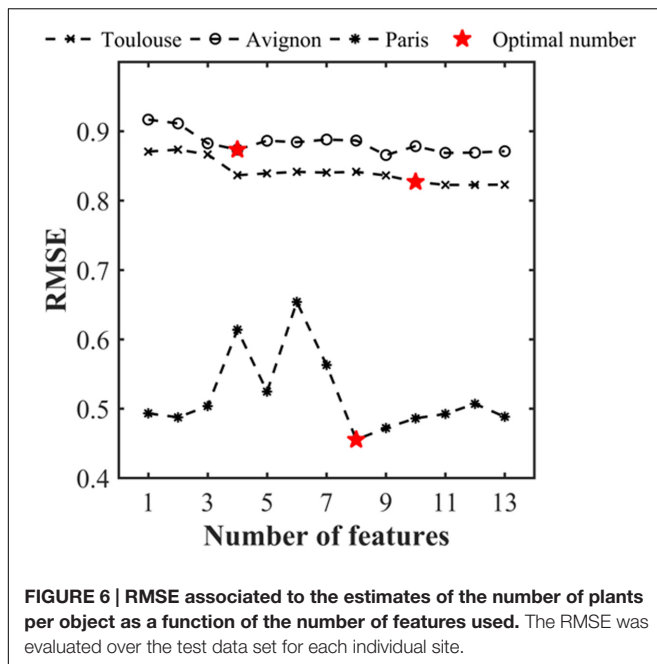 Toulouse Avignon Paris Optimal number
0.9
0.8
0.7
0.6
0.5
0.4
RMSE
1 3 5 7 9 11 13
Number of features
FIGURE 6 | RMSE associated to the estimates of the number of plants
per object as a function of the number of features used. The RMSE was
evaluated over the test data set for each individual site.